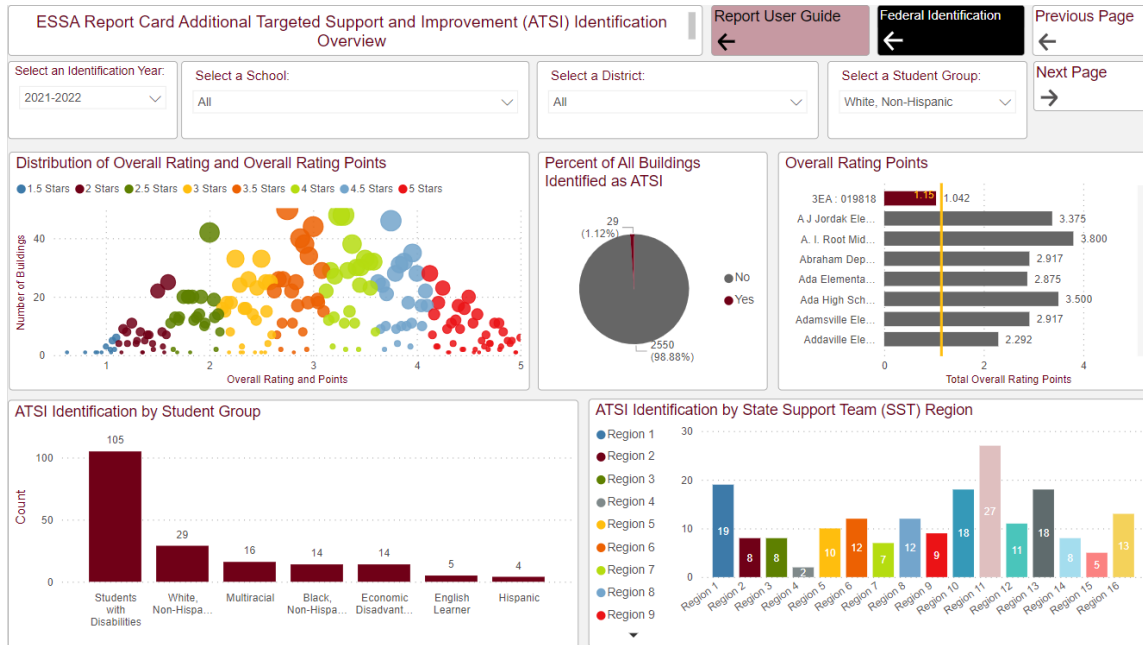 ESSA Report Card Additional Targeted Support and Improvement (ATSI) Identification
Overview
Report User Guide
Federal Identification
Previous Page
Select an Identification Year:
2021-2022
Select a School:
All
Select a District:
All
Select a Student Group:
White, Non-Hispanic
Next Page
Distribution of Overall Rating and Overall Rating Points
1.5 Stars 2 Stars 2.5 Stars 3 Stars 3.5 Stars 4 Stars 4.5 Stars 5 Stars
Number of Buildings
40
20
0
1 2 3 4 5
Overall Rating and Points
Percent of All Buildings
Identified as ATSI
29
(1.12%)
No
Yes
2550
(98.88%)
Overall Rating Points
3EA : 019818 1.15 1.042
A J Jordak Ele... 3.375
A. I. Root Mid... 3.800
Abraham Dep... 2.917
Ada Elementa... 2.875
Ada High Sch... 3.500
Adamsville Ele... 2.917
Addaville Ele... 2.292
0 2 4
Total Overall Rating Points
ATSI Identification by Student Group
Count
100
50
0
105
29
16
14
14
5
4
Students
with
Disabilities
White,
Non-Hispa...
Multiracial
Black,
Non-Hispa...
Economic
Disadvant...
English
Learner
Hispanic
ATSI Identification by State Support Team (SST) Region
Region 1
Region 2
Region 3
Region 4
Region 5
Region 6
Region 7
Region 8
Region 9
30
20
10
0
19 8 8 2 10 12 7 12 9 18 27 11 18 8 5 13
Region 1
Region 2
Region 3
Region 4
Region 5
Region 6
Region 7
Region 8
Region 9
Region 10
Region 11
Region 12
Region 13
Region 14
Region 15
Region 16